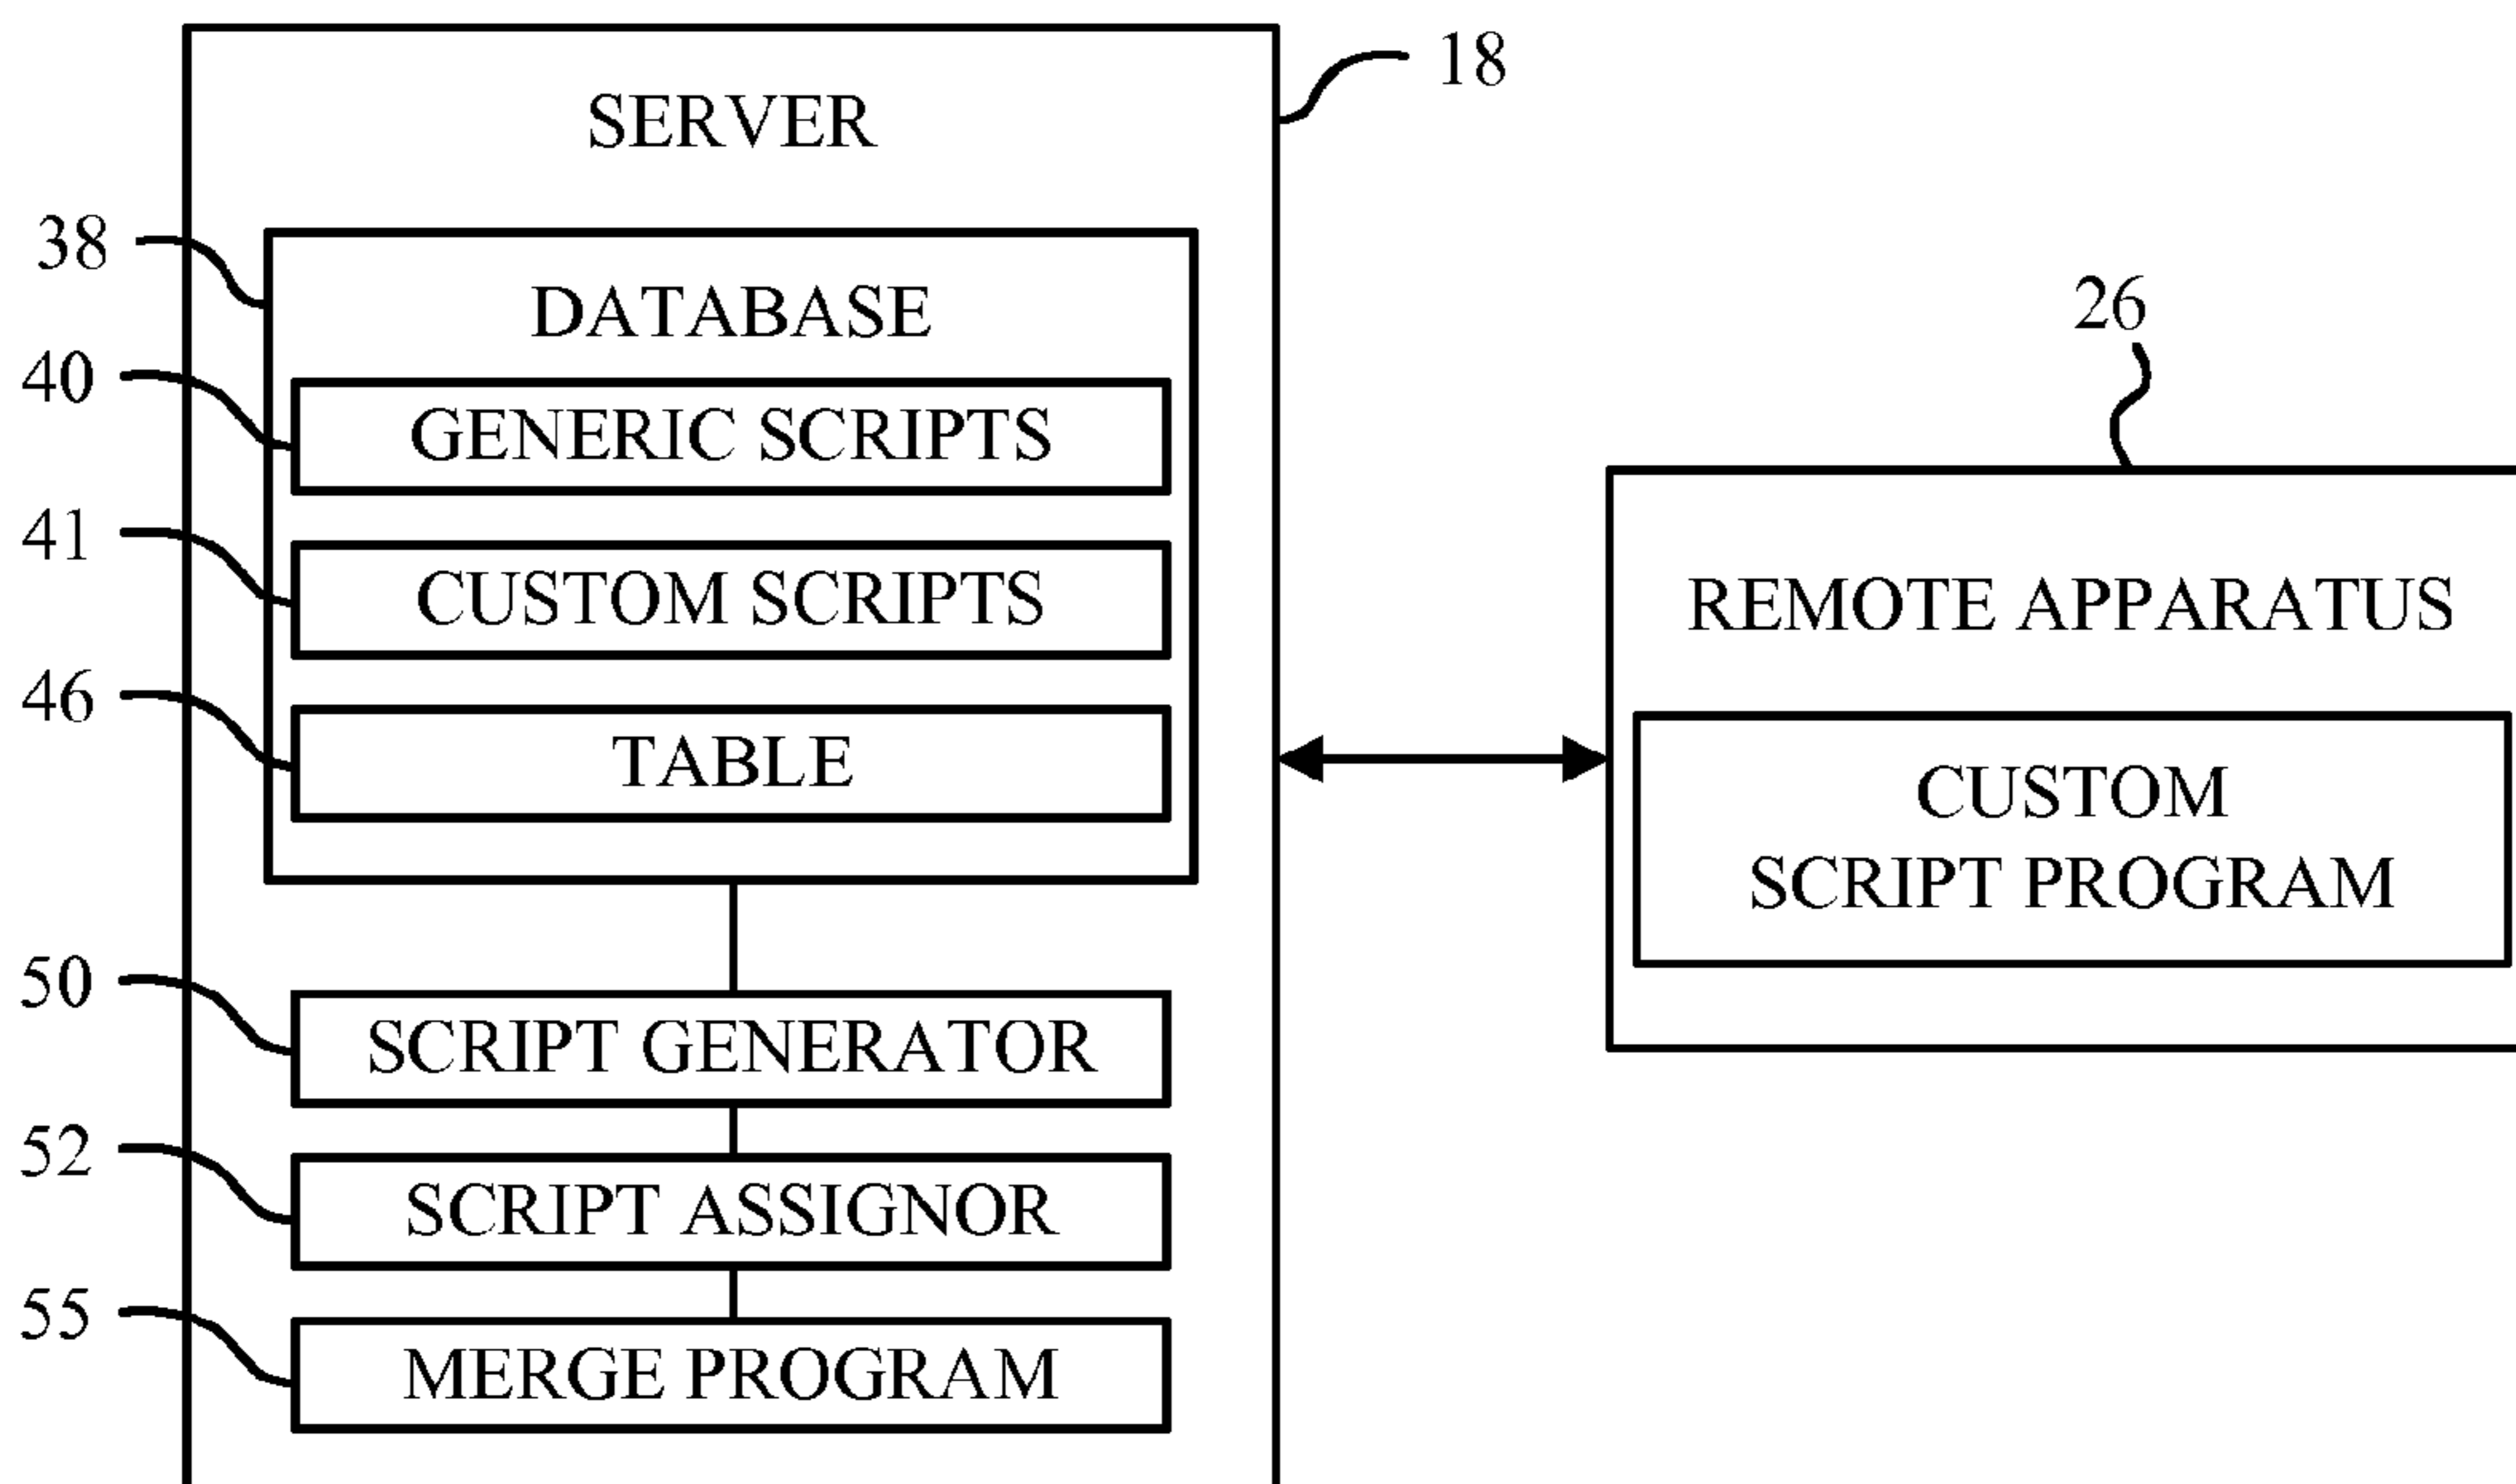 18
SERVER
38
DATABASE
40
GENERIC SCRIPTS
41
CUSTOM SCRIPTS
46
TABLE
50
SCRIPT GENERATOR
52
SCRIPT ASSIGNOR
55
MERGE PROGRAM
26
REMOTE APPARATUS
CUSTOM
SCRIPT PROGRAM